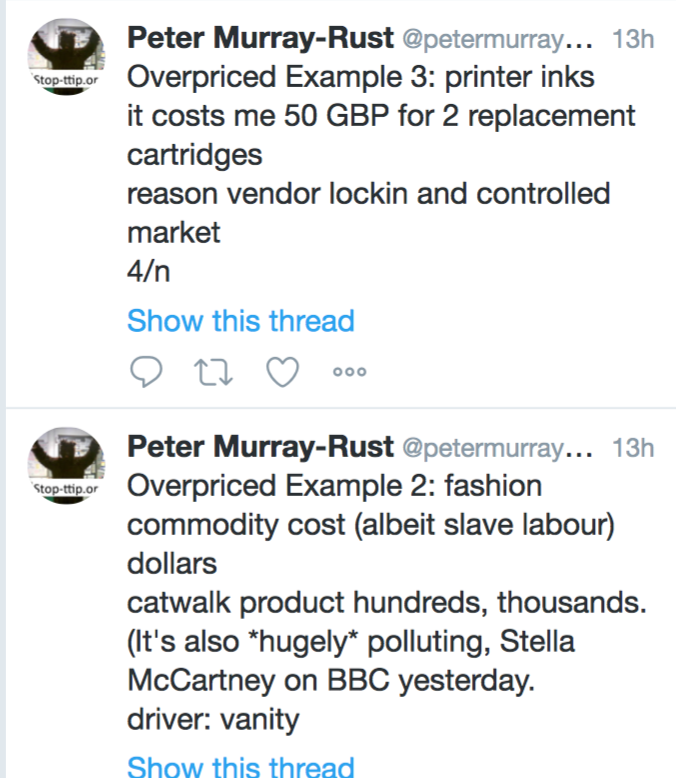 Peter Murray-Rust @petermurray... 13h
Stop-ttip.or
Overpriced Example 3: printer inks
it costs me 50 GBP for 2 replacement
cartridges
reason vendor lockin and controlled
market
4/n
Show this thread
Peter Murray-Rust @petermurray... 13h
Stop-ttip.or
Overpriced Example 2: fashion
commodity cost (albeit slave labour)
dollars
catwalk product hundreds, thousands.
(It's also *hugely* polluting, Stella
McCartney on BBC yesterday.
driver: vanity
Show this thread